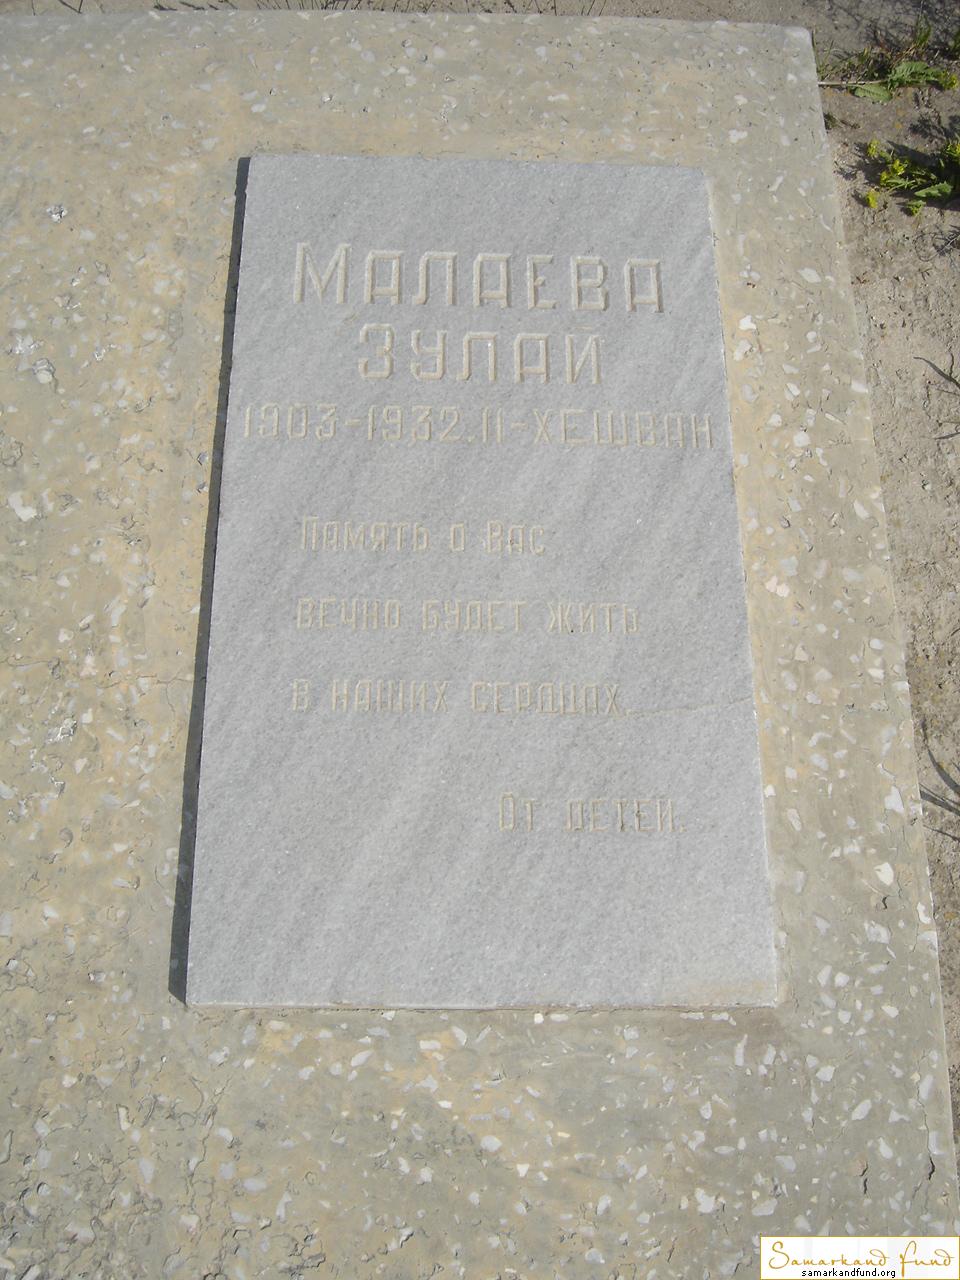 Малаева
Зулай
1903-1932.11-Хешван
Память о Вас
вечно будет жить
в наших сердцах.
От детей.
Samarkand Fund
samarkandfund.org